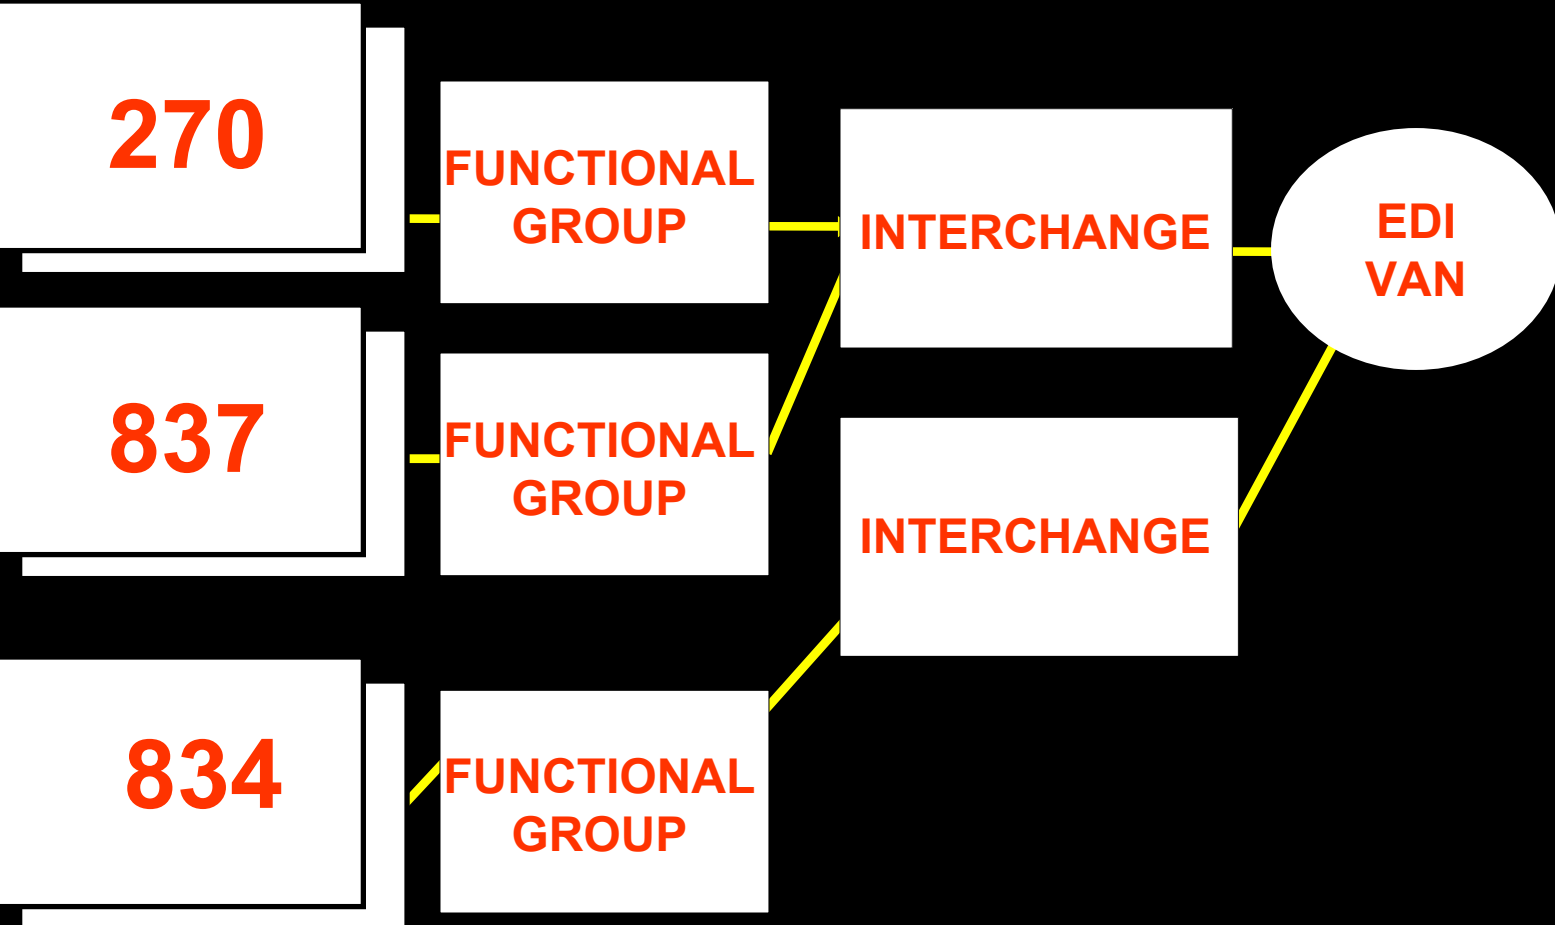 270
FUNCTIONAL
GROUP
INTERCHANGE
EDI
VAN
837
FUNCTIONAL
GROUP
INTERCHANGE
834
FUNCTIONAL
GROUP